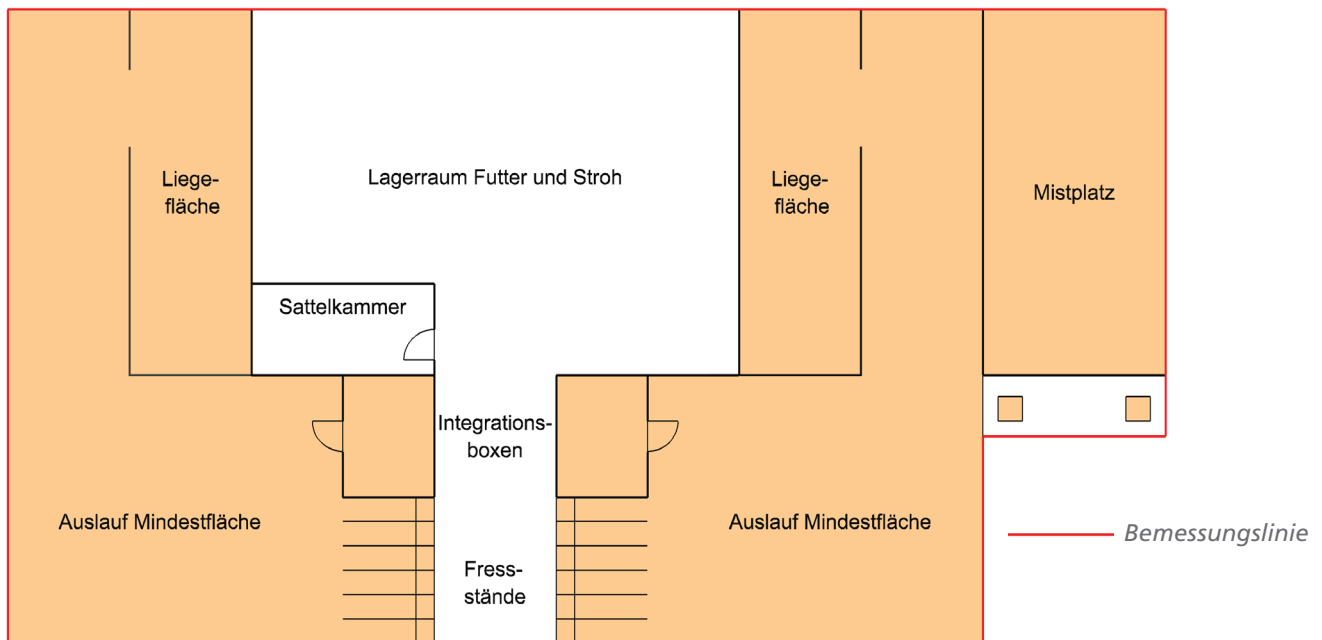 Liege-
fläche
Lagerraum Futter und Stroh
Liege-
fläche
Mistplatz
Sattelkammer
Integrations-
boxen
Auslauf Mindestfläche
Auslauf Mindestfläche
Bemessungslinie
Fress-
stände